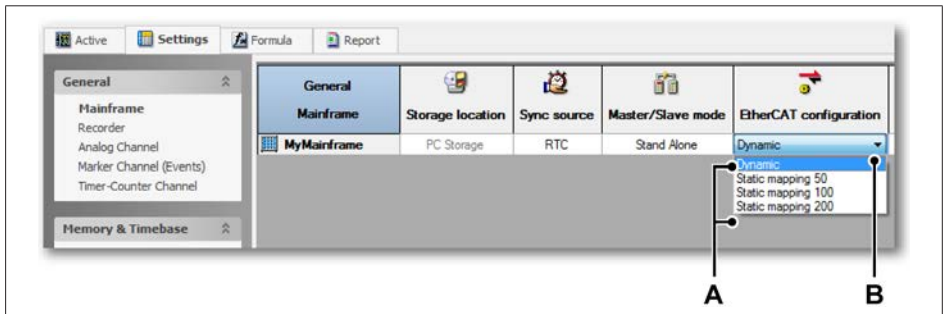 Active Settings Formula Report
General
Mainframe
Recorder
Analog Channel
Marker Channel (Events)
Timer-Counter Channel
Memory & Timebase
General
Mainframe Storage location Sync source Master/Slave mode EtherCAT configuration
MyMainframe PC Storage RTC Stand Alone Dynamic
Dynamic
Static mapping 50
Static mapping 100
Static mapping 200
A B